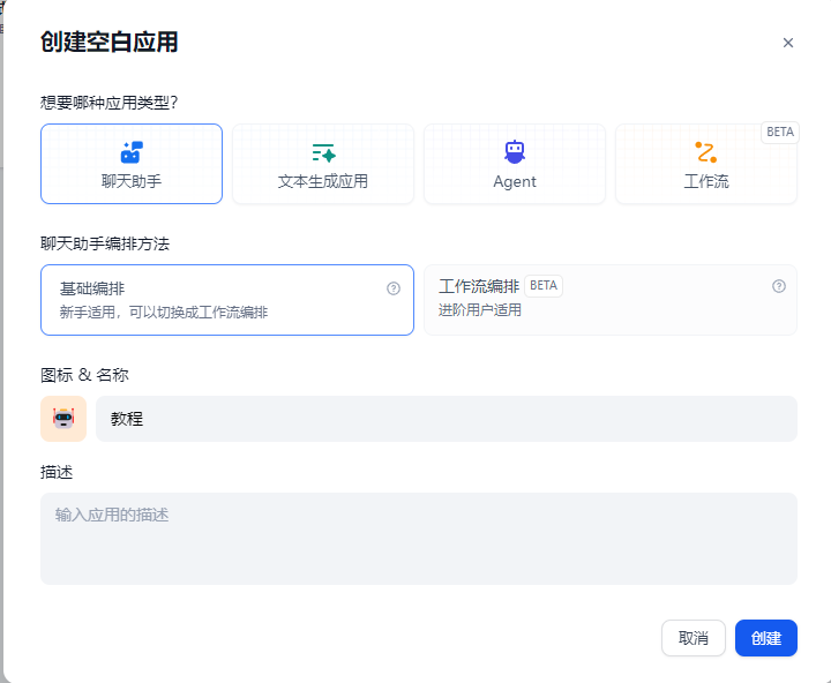 创建空白应用
想要哪种应用类型?
BETA
聊天助手
文本生成应用
Agent
工作流
聊天助手编排方法
基础编排
新手适用，可以切换成工作流编排
工作流编排 BETA
进阶用户适用
图标 & 名称
教程
描述
输入应用的描述
取消
创建